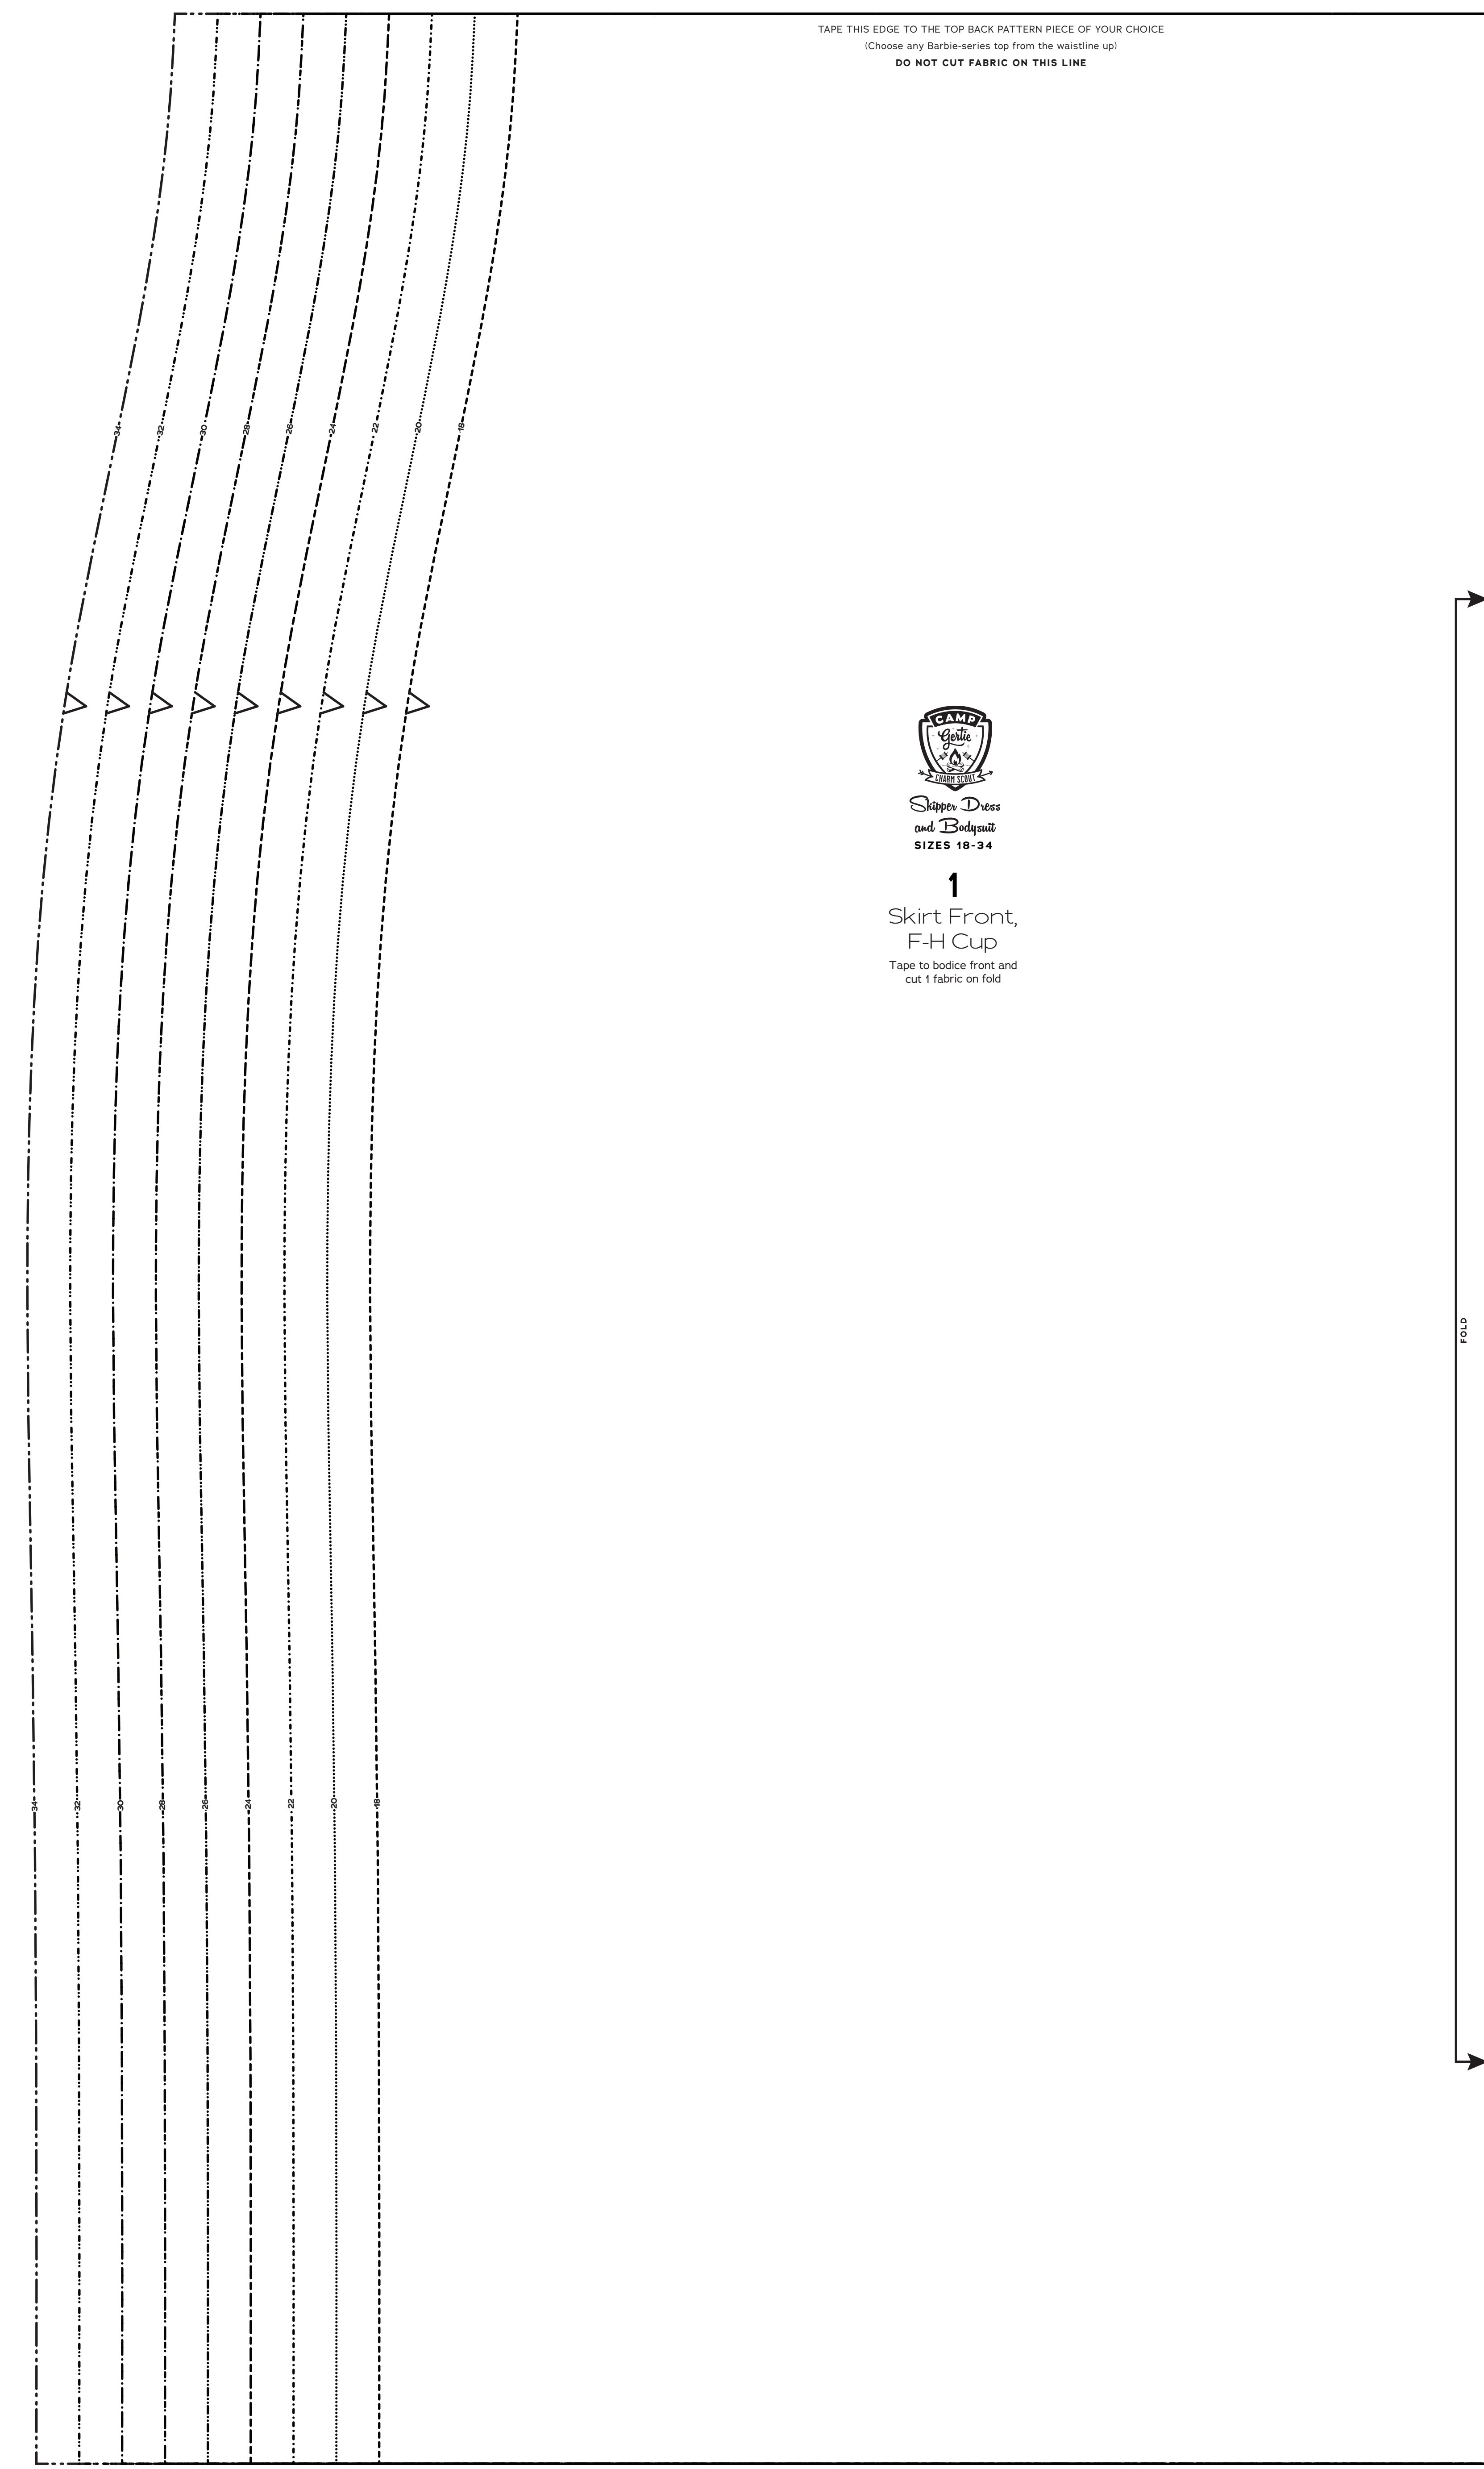 TAPE THIS EDGE TO THE TOP BACK PATTERN PIECE OF YOUR CHOICE
(Choose any Barbie-series top from the waistline up)
DO NOT CUT FABRIC ON THIS LINE
34 32 30 28 26 24 22 20 18
CAMP
Gertie
CHARM SCOUT
Skipper Dress
and Bodysuit
SIZES 18-34
1
Skirt Front,
F-H Cup
Tape to bodice front and
cut 1 fabric on fold
FOLD
34 32 30 28 26 24 22 20 18